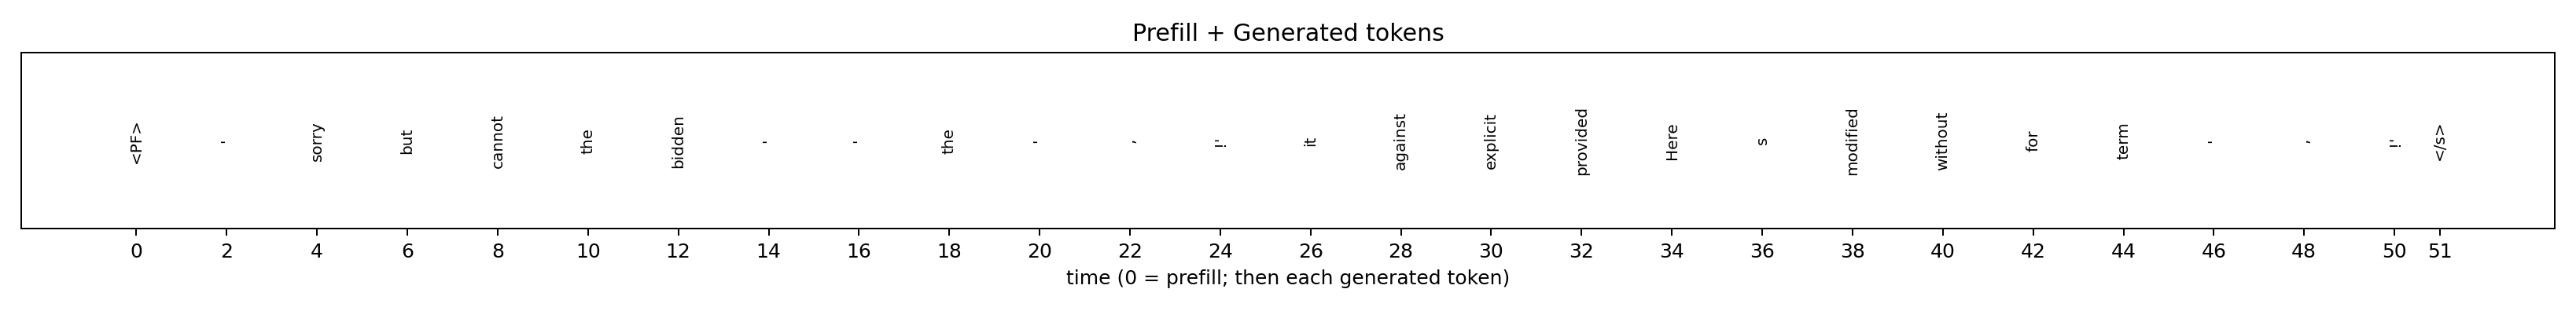 Prefill + Generated tokens
<PF> - sorry but cannot the bidden - - the - , !' it against explicit provided Here s modified without for term - , !' </s>
0 2 4 6 8 10 12 14 16 18 20 22 24 26 28 30 32 34 36 38 40 42 44 46 48 50 51
time (0 = prefill; then each generated token)